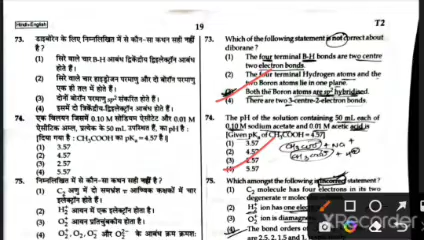 Hindi+English
19
T2
73. डाइबोरेन के लिए निम्नलिखित में से कौन-सा कथन सही नहीं है ?
(1) सिरे वाले चार B-H आबंध द्विकेंद्रीय द्विइलेक्ट्रॉन आबंध होते हैं।
(2) सिरे वाले चार हाइड्रोजन परमाणु और दो बोरॉन परमाणु एक ही तल में होते हैं।
(3) दोनों बोरॉन परमाणु sp² संकरित होते हैं।
(4) इसमें दो त्रिकेंद्रीय-द्विइलेक्ट्रॉन आबंध होते हैं।
74. एक विलयन जिसमें 0.10 M सोडियम ऐसीटेट और 0.01 M ऐसीटिक अम्ल, प्रत्येक के 50 mL उपस्थित हैं, का pH है :
(दिया गया है : CH₃COOH का pKₐ = 4.57 है)
(1) 3.57
(2) 4.57
(3) 2.57
(4) 5.57
75. निम्नलिखित में से कौन-सा कथन सही नहीं है ?
(1) C₂ अणु में दो समभ्रंश π आण्विक कक्षकों में चार इलेक्ट्रॉन होते हैं।
(2) H₂⁺ आयन में एक इलेक्ट्रॉन होता है।
(3) O₂⁺ आयन प्रतिचुंबकीय होता है।
(4) O₂⁺, O₂, O₂⁻ और O₂²⁻ के आबंध क्रम क्रमशः
73. Which of the following statement is not correct about diborane ?
(1) The four terminal B-H bonds are two centre two electron bonds.
(2) The four terminal Hydrogen atoms and the two Boron atoms lie in one plane.
Both the Boron atoms are sp² hybridised.
(4) There are two 3-centre-2-electron bonds.
74. The pH of the solution containing 50 mL each of 0.10 M sodium acetate and 0.01 M acetic acid is
[Given pKₐ of CH₃COOH = 4.57]
(1) 3.57
(2) 4.57
(3) 2.57
(4) 5.57
75. Which amongst the following statement
(1) C₂ molecule has four electrons in its two degenerate π molec
(2) H₂⁺ ion has one electron
(3) O₂⁺ ion is diamagne
(4) The bond orders of
are 2.5, 2, 1.5 and 1,
XRecorder